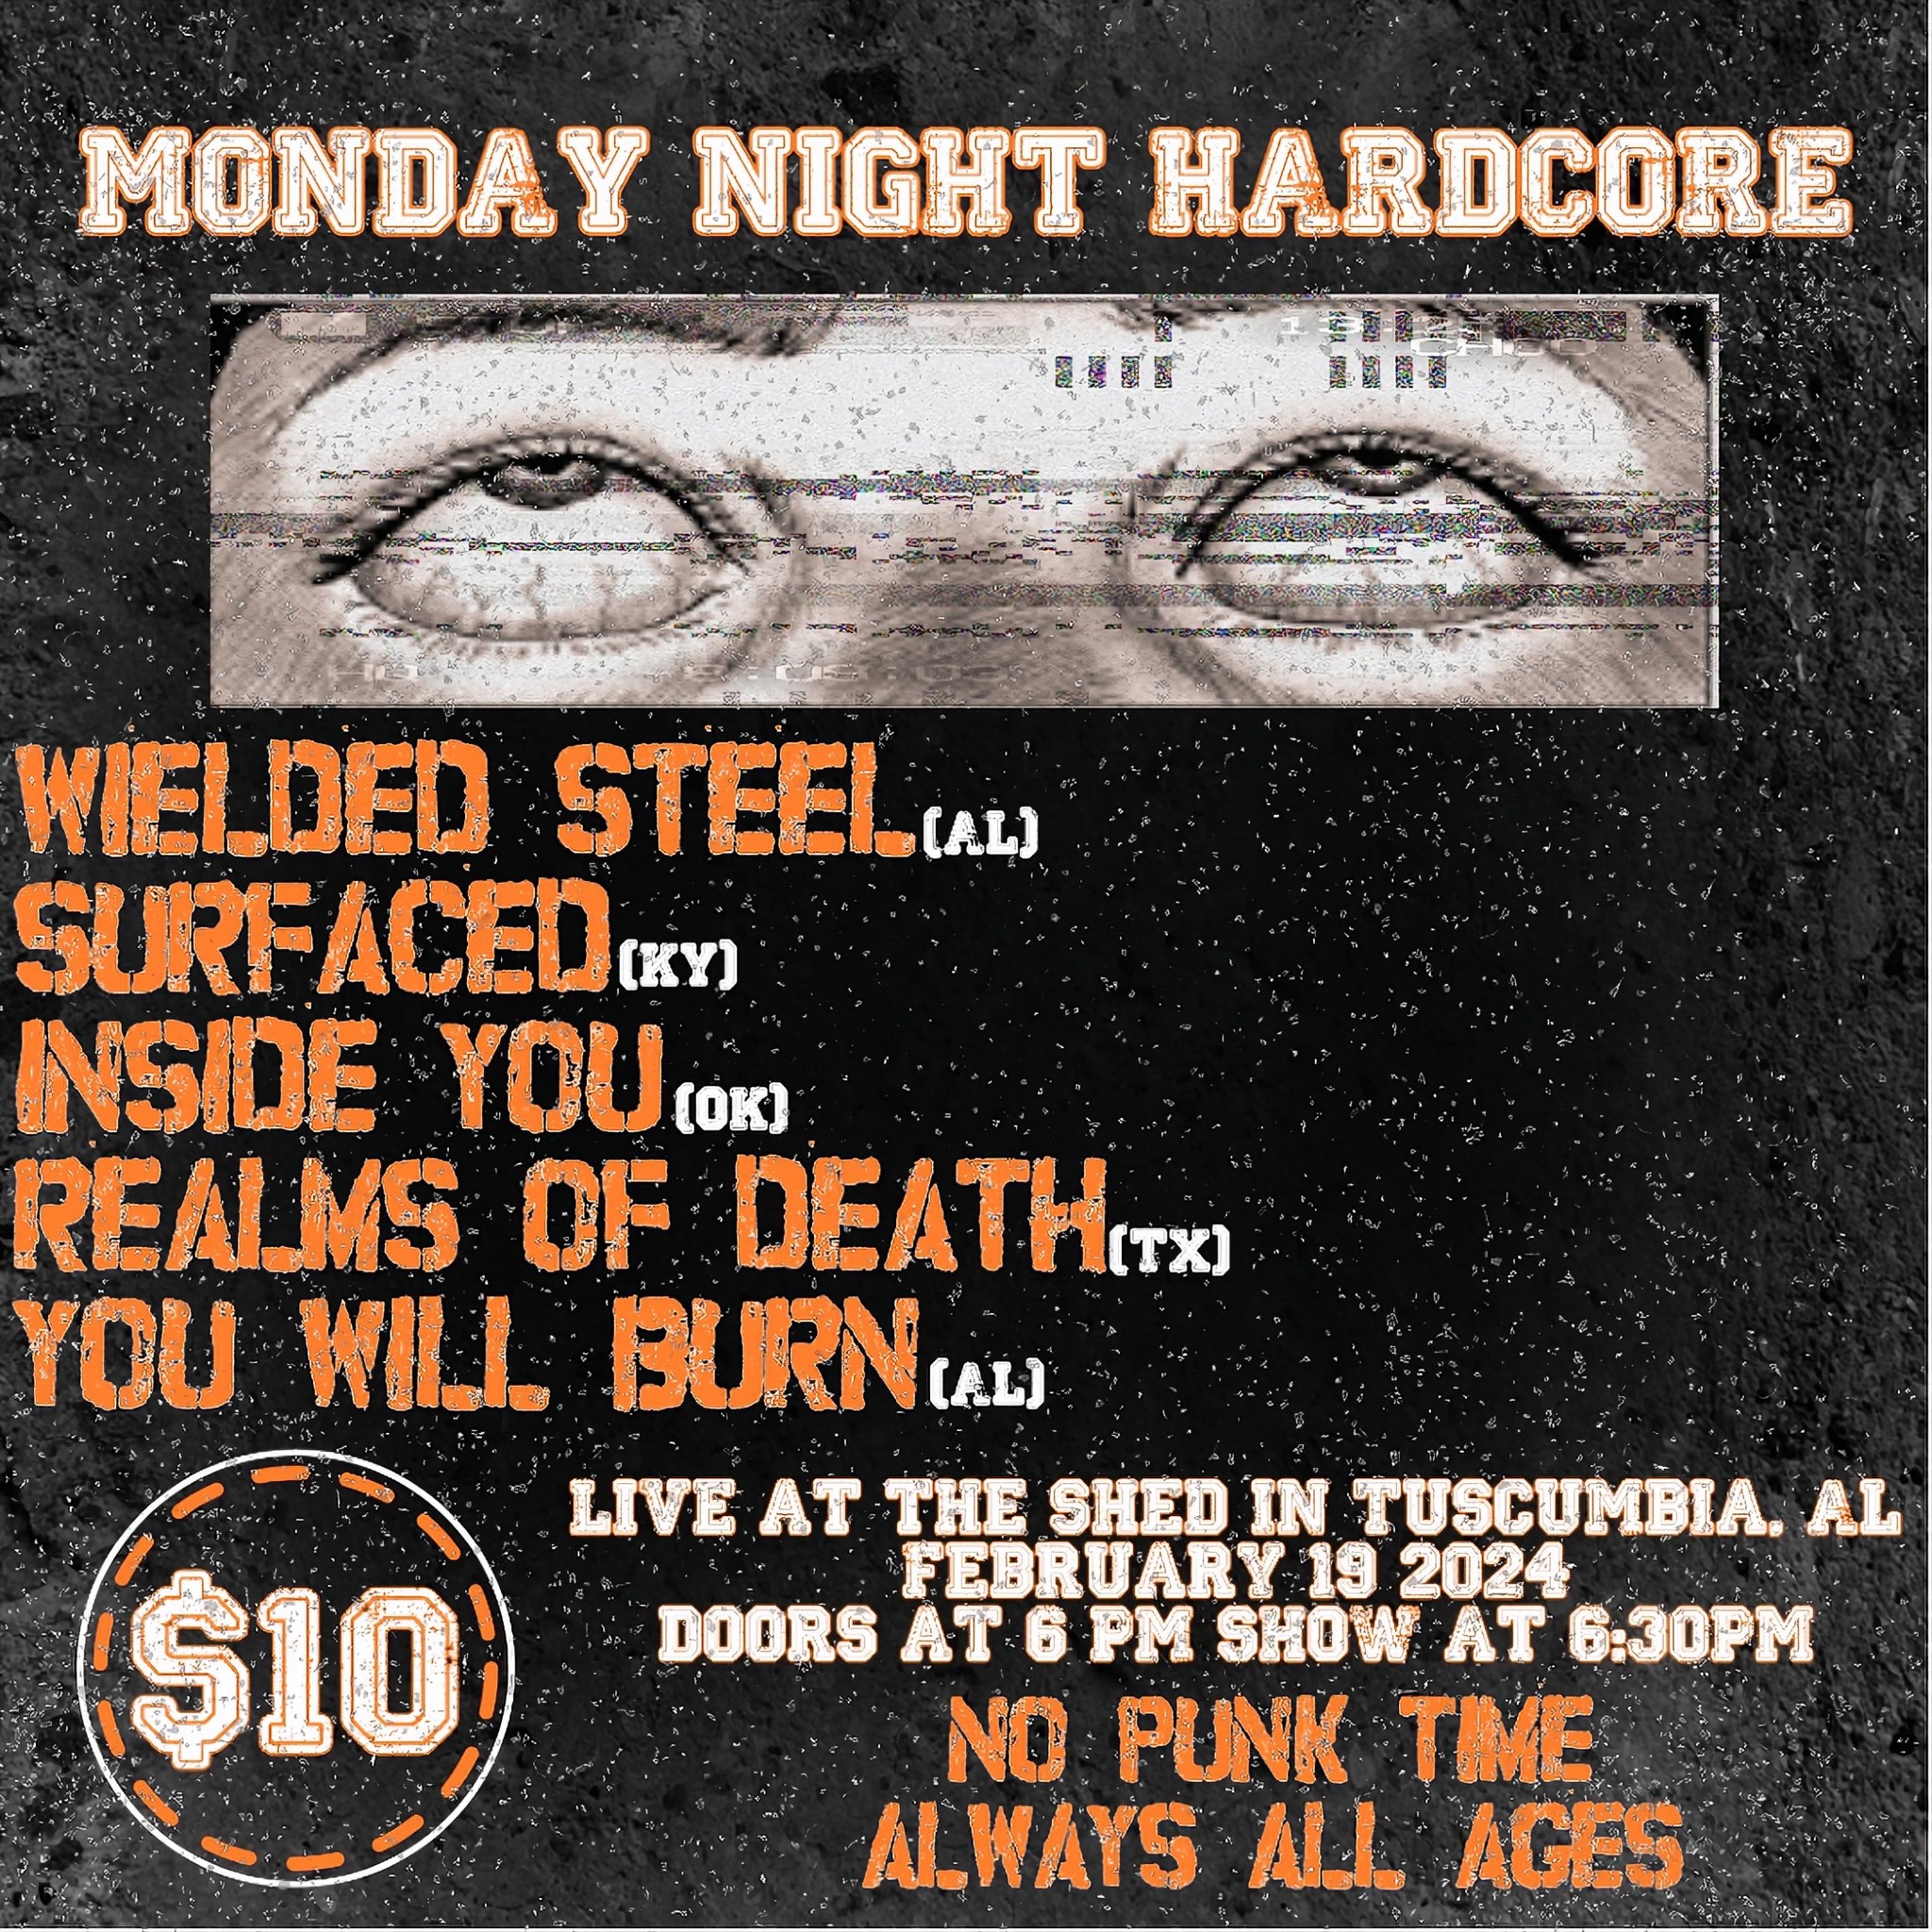 MONDAY NIGHT HARDCORE
WIELDED STEEL (AL)
SURFACED (KY)
INSIDE YOU (OK)
REALMS OF DEATH (TX)
YOU WILL BURN (AL)
$10
LIVE AT THE SHED IN TUSCUMBIA, AL
FEBRUARY 19 2024
DOORS AT 6 PM SHOW AT 6:30PM
NO PUNK TIME
ALWAYS ALL AGES